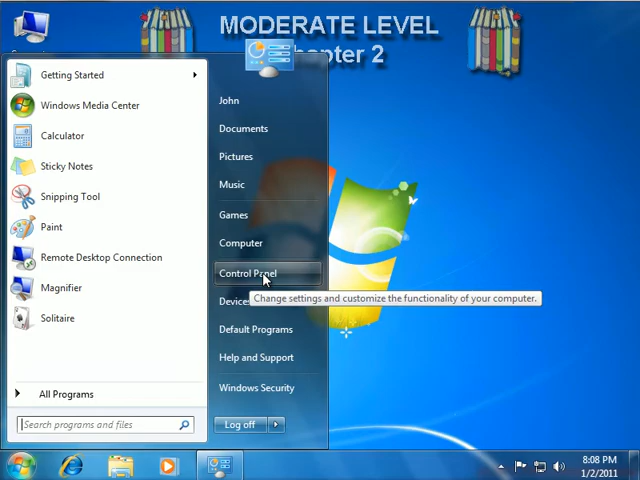 MODERATE LEVEL
Chapter 2
Getting Started
Windows Media Center
Calculator
Sticky Notes
Snipping Tool
Paint
Remote Desktop Connection
Magnifier
Solitaire
All Programs
Search programs and files
John
Documents
Pictures
Music
Games
Computer
Control Panel
Change settings and customize the functionality of your computer.
Devices
Default Programs
Help and Support
Windows Security
Log off
8:08 PM
1/2/2011